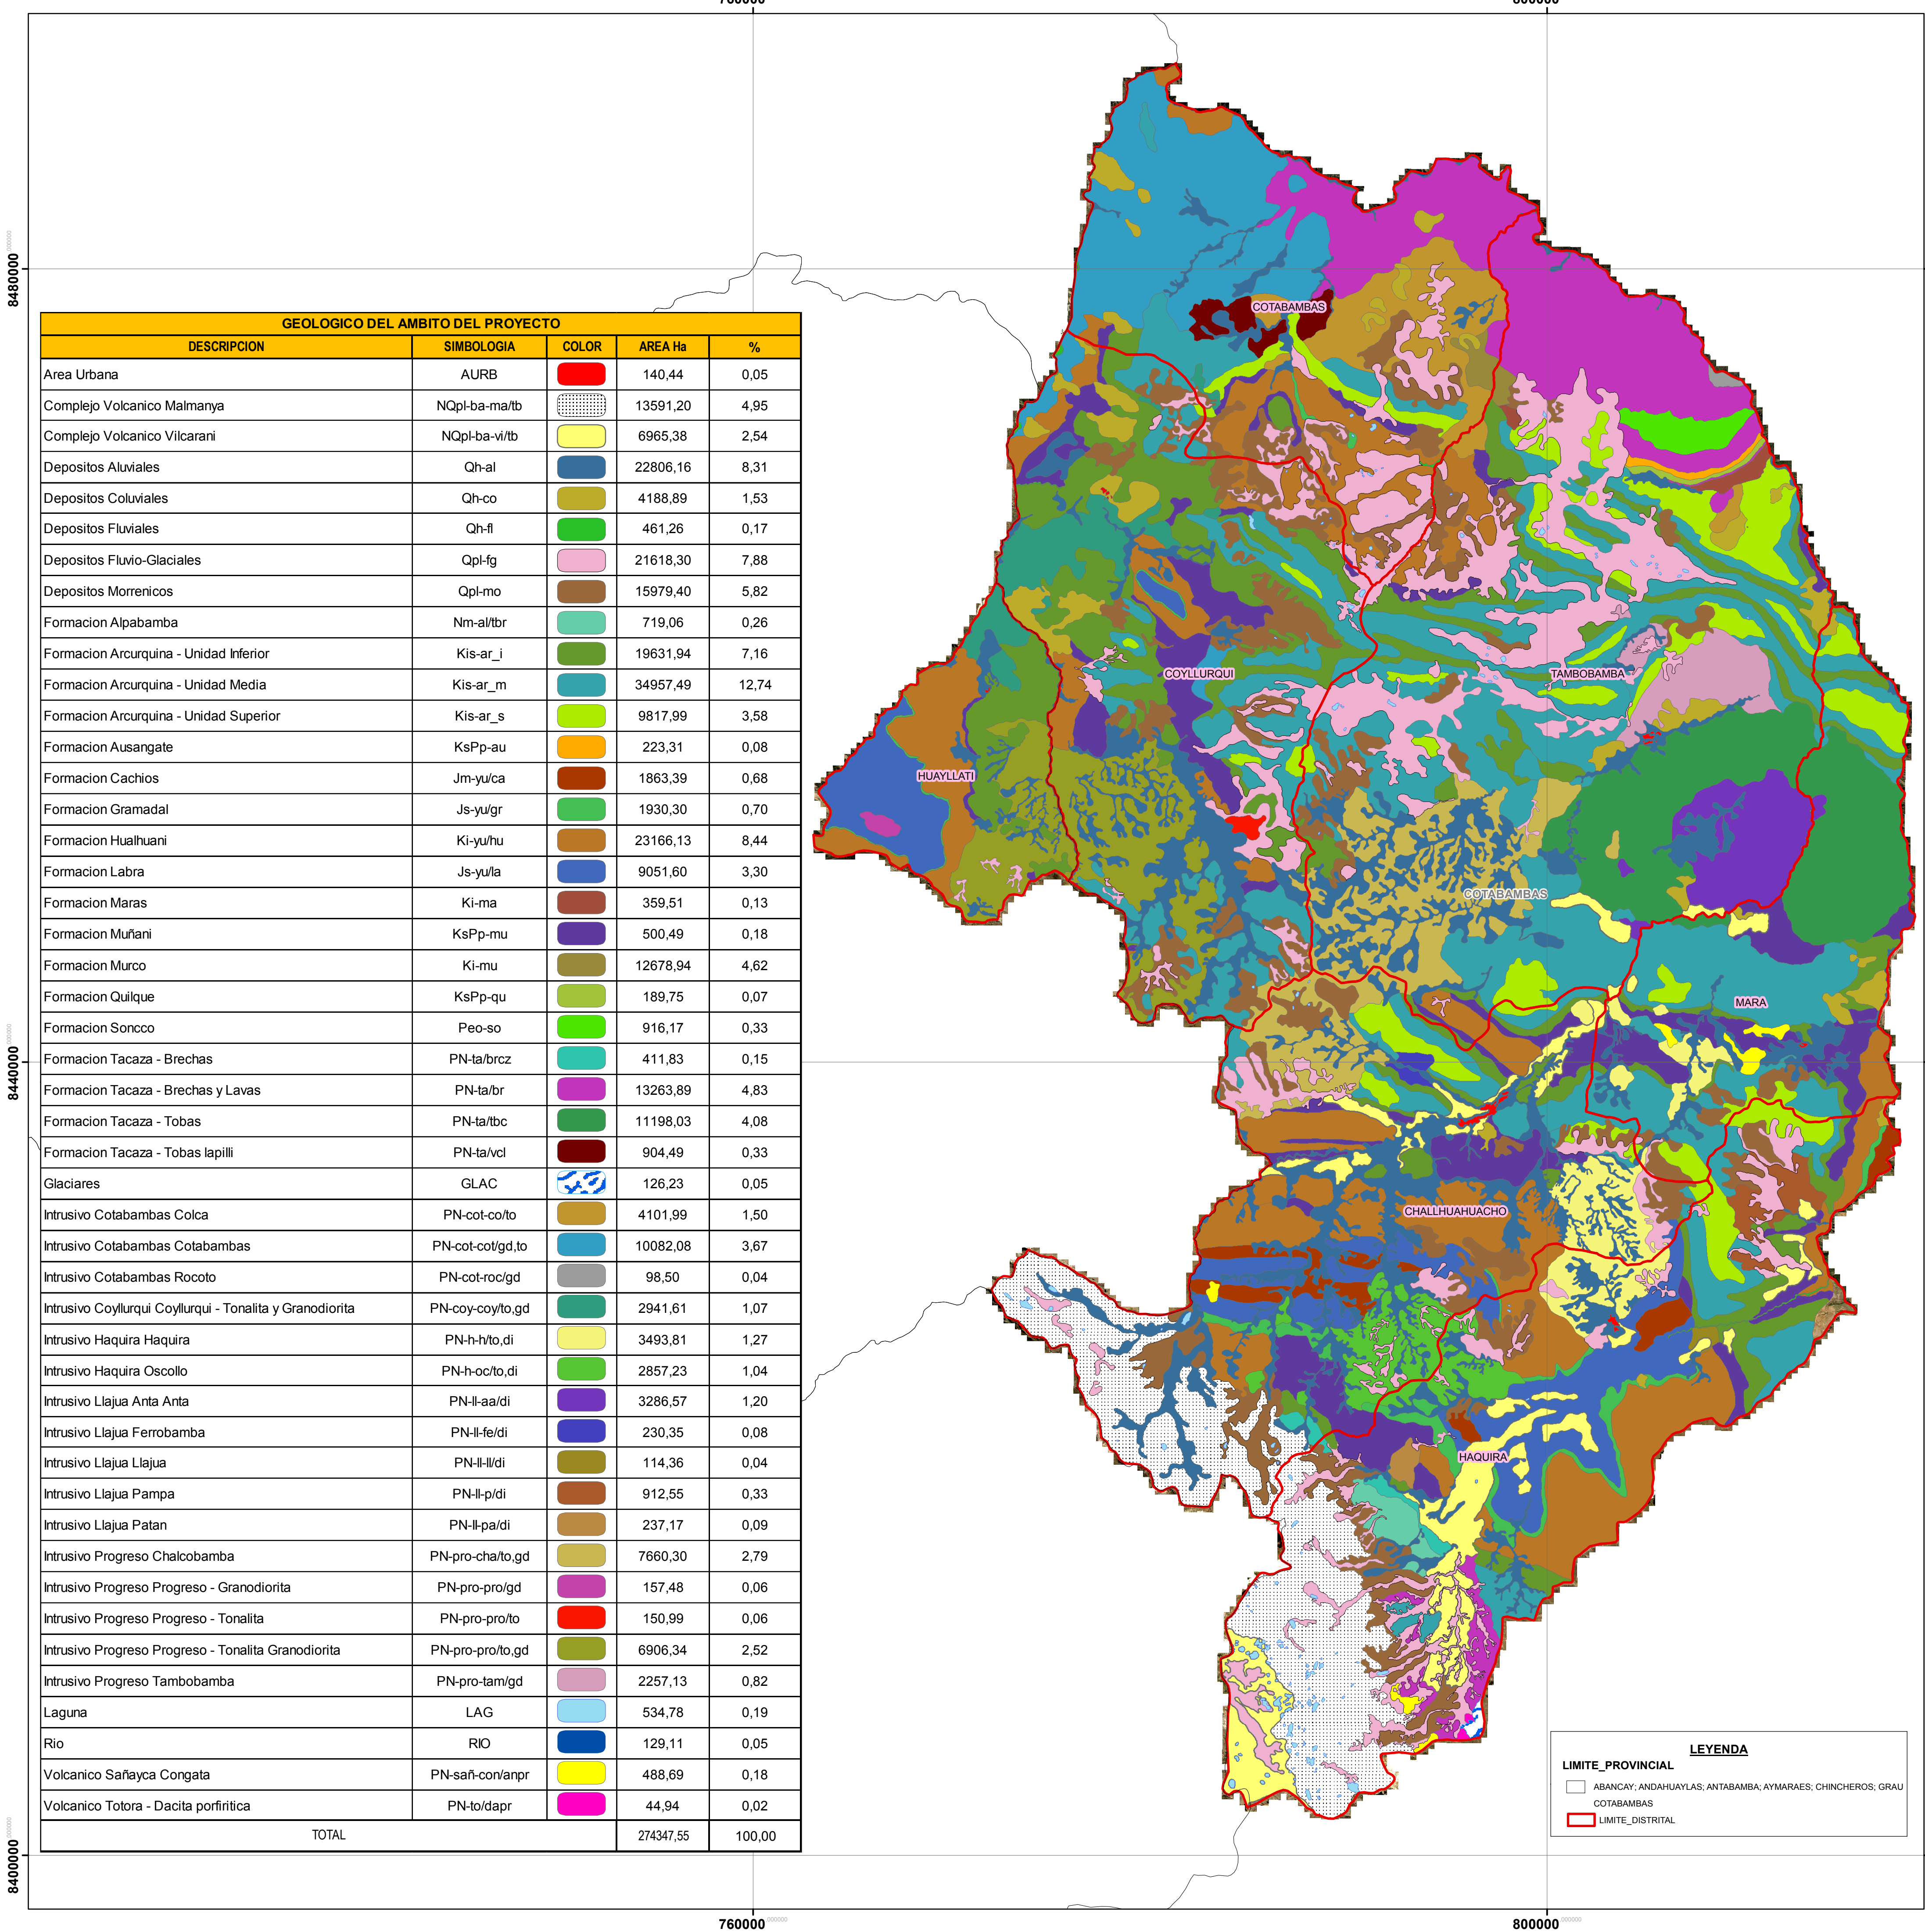 760000
800000
8480000
GEOLOGICO DEL AMBITO DEL PROYECTO
DESCRIPCION SIMBOLOGIA COLOR AREA Ha %
Area Urbana AURB 140,44 0,05
Complejo Volcanico Malmanya NQpl-ba-ma/tb 13591,20 4,95
Complejo Volcanico Vilcarani NQpl-ba-vi/tb 6965,38 2,54
Depositos Aluviales Qh-al 22806,16 8,31
Depositos Coluviales Qh-co 4188,89 1,53
Depositos Fluviales Qh-fl 461,26 0,17
Depositos Fluvio-Glaciales Qpl-fg 21618,30 7,88
Depositos Morrenicos Qpl-mo 15979,40 5,82
Formacion Alpabamba Nm-al/tbr 719,06 0,26
Formacion Arcurquina - Unidad Inferior Kis-ar_i 19631,94 7,16
Formacion Arcurquina - Unidad Media Kis-ar_m 34957,49 12,74
Formacion Arcurquina - Unidad Superior Kis-ar_s 9817,99 3,58
Formacion Ausangate KsPp-au 223,31 0,08
Formacion Cachios Jm-yu/ca 1863,39 0,68
Formacion Gramadal Js-yu/gr 1930,30 0,70
Formacion Hualhuani Ki-yu/hu 23166,13 8,44
Formacion Labra Js-yu/la 9051,60 3,30
Formacion Maras Ki-ma 359,51 0,13
Formacion Muñani KsPp-mu 500,49 0,18
Formacion Murco Ki-mu 12678,94 4,62
Formacion Quilque KsPp-qu 189,75 0,07
Formacion Soncco Peo-so 916,17 0,33
Formacion Tacaza - Brechas PN-ta/brcz 411,83 0,15
Formacion Tacaza - Brechas y Lavas PN-ta/br 13263,89 4,83
Formacion Tacaza - Tobas PN-ta/tbc 11198,03 4,08
Formacion Tacaza - Tobas lapilli PN-ta/vcl 904,49 0,33
Glaciares GLAC 126,23 0,05
Intrusivo Cotabambas Colca PN-cot-co/to 4101,99 1,50
Intrusivo Cotabambas Cotabambas PN-cot-cot/gd,to 10082,08 3,67
Intrusivo Cotabambas Rocoto PN-cot-roc/gd 98,50 0,04
Intrusivo Coyllurqui Coyllurqui - Tonalita y Granodiorita PN-coy-coy/to,gd 2941,61 1,07
Intrusivo Haquira Haquira PN-h-h/to,di 3493,81 1,27
Intrusivo Haquira Oscollo PN-h-oc/to,di 2857,23 1,04
Intrusivo Llajua Anta Anta PN-ll-aa/di 3286,57 1,20
Intrusivo Llajua Ferrobamba PN-ll-fe/di 230,35 0,08
Intrusivo Llajua Llajua PN-ll-ll/di 114,36 0,04
Intrusivo Llajua Pampa PN-ll-p/di 912,55 0,33
Intrusivo Llajua Patan PN-ll-pa/di 237,17 0,09
Intrusivo Progreso Chalcobamba PN-pro-cha/to,gd 7660,30 2,79
Intrusivo Progreso Progreso - Granodiorita PN-pro-pro/gd 157,48 0,06
Intrusivo Progreso Progreso - Tonalita PN-pro-pro/to 150,99 0,06
Intrusivo Progreso Progreso - Tonalita Granodiorita PN-pro-pro/to,gd 6906,34 2,52
Intrusivo Progreso Tambobamba PN-pro-tam/gd 2257,13 0,82
Laguna LAG 534,78 0,19
Rio RIO 129,11 0,05
Volcanico Sañayca Congata PN-sañ-con/anpr 488,69 0,18
Volcanico Totora - Dacita porfiritica PN-to/dapr 44,94 0,02
TOTAL 274347,55 100,00
COTABAMBAS
COYLLURQUI
TAMBOBAMBA
HUAYLLATI
COTABAMBAS
MARA
CHALLHUAHUACHO
HAQUIRA
8440000
8400000
LEYENDA
LIMITE_PROVINCIAL
ABANCAY; ANDAHUAYLAS; ANTABAMBA; AYMARAES; CHINCHEROS; GRAU
COTABAMBAS
LIMITE_DISTRITAL
760000
800000